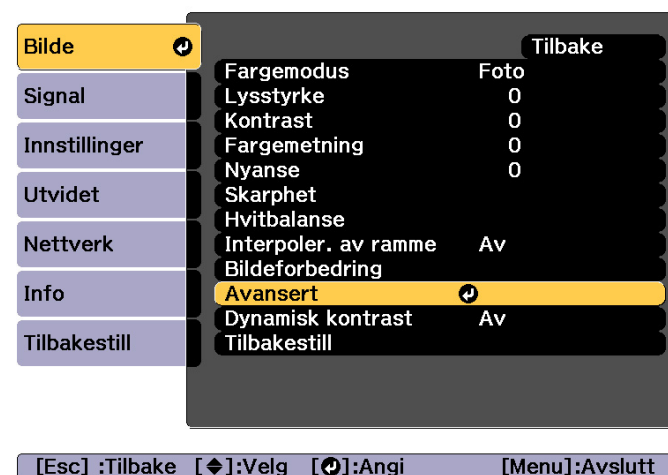 Bilde
Signal
Innstillinger
Utvidet
Nettverk
Info
Tilbakestill
Tilbake
Fargemodus Foto
Lysstyrke 0
Kontrast 0
Fargemetning 0
Nyanse 0
Skarphet
Hvitbalanse
Interpoler. av ramme Av
Bildeforbedring
Avansert
Dynamisk kontrast Av
Tilbakestill
[Esc] :Tilbake [◆]:Velg [↵]:Angi [Menu]:Avslutt